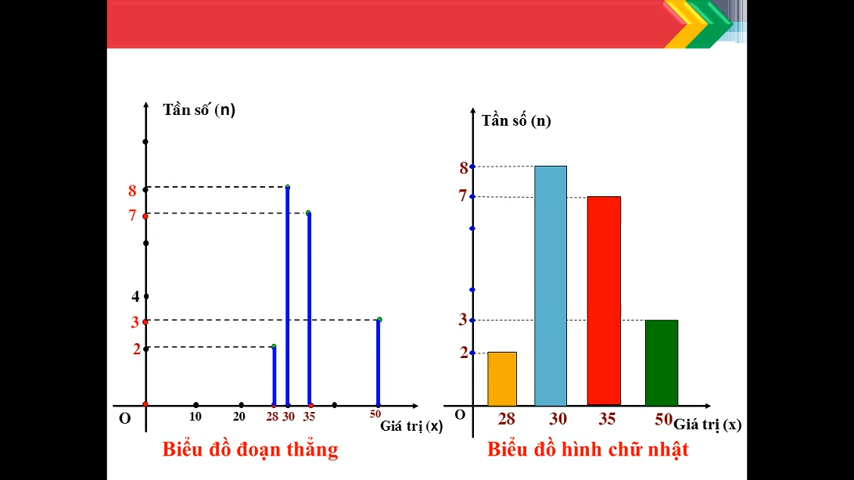 Tần số (n)
8
7
4
3
2
O
10
20
28
30
35
50
Giá trị (x)
Biểu đồ đoạn thẳng
Tần số (n)
8
7
3
2
O
28
30
35
50
Giá trị (x)
Biểu đồ hình chữ nhật